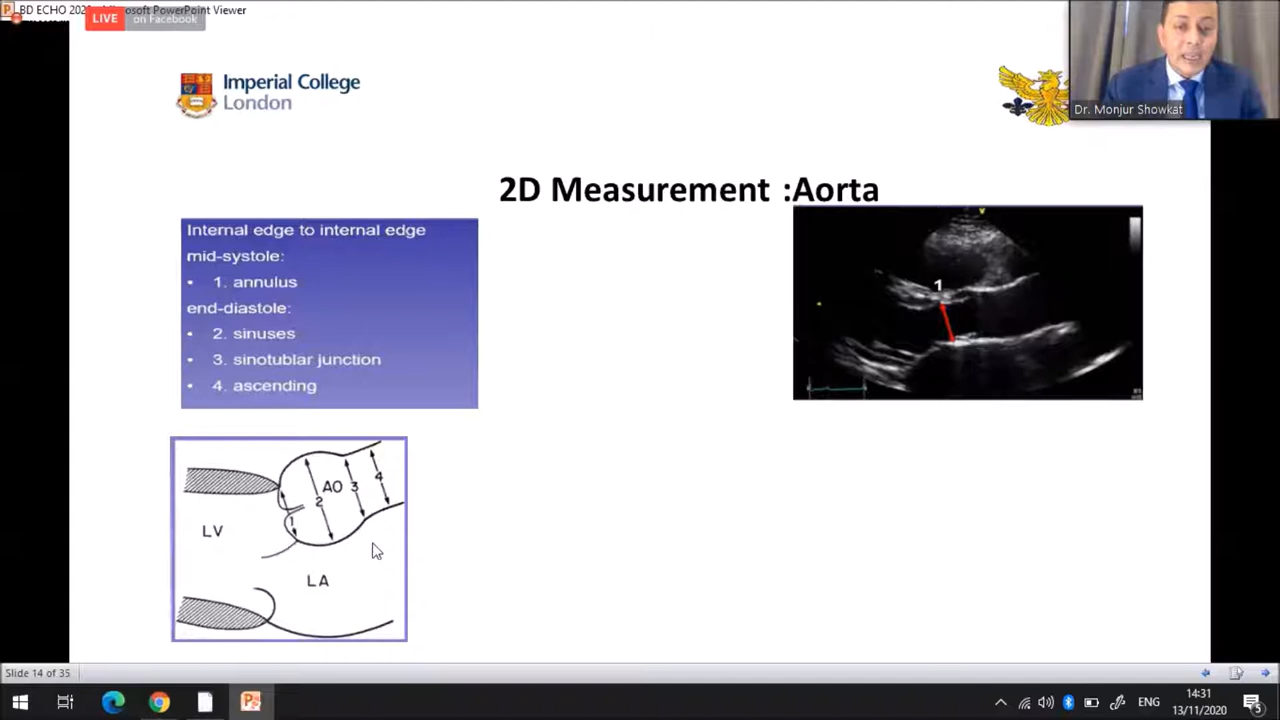 BD ECHO 20
osoft PowerPoint Viewer
LIVE on Facebook
Imperial College
London
Dr. Monjur Showkat
2D Measurement :Aorta
Internal edge to internal edge
mid-systole:
• 1. annulus
end-diastole:
• 2. sinuses
• 3. sinotublar junction
• 4. ascending
1
AO
1
2
3
4
LV
LA
Slide 14 of 35
ENG
14:31
13/11/2020
5